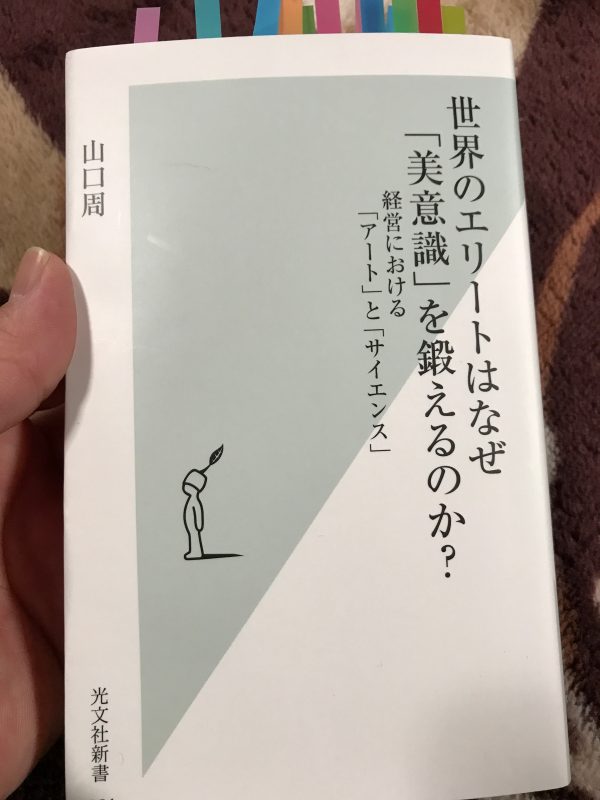 世界のエリートはなぜ
「美意識」を鍛えるのか?
経営における
「アート」と「サイエンス」
山口周
光文社新書